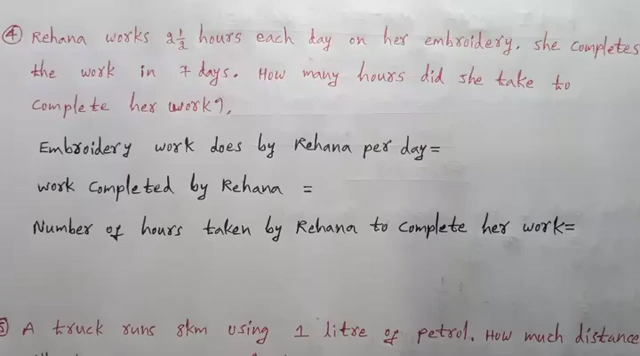 ④ Rehana works 2½ hours each day on her embroidery. she completes
the work in 7 days. How many hours did she take to
complete her work?,
Embroidery work does by Rehana per day=
work completed by Rehana =
Number of hours taken by Rehana to complete her work=
5 A truck runs 8km using 1 litre of petrol. How much distance